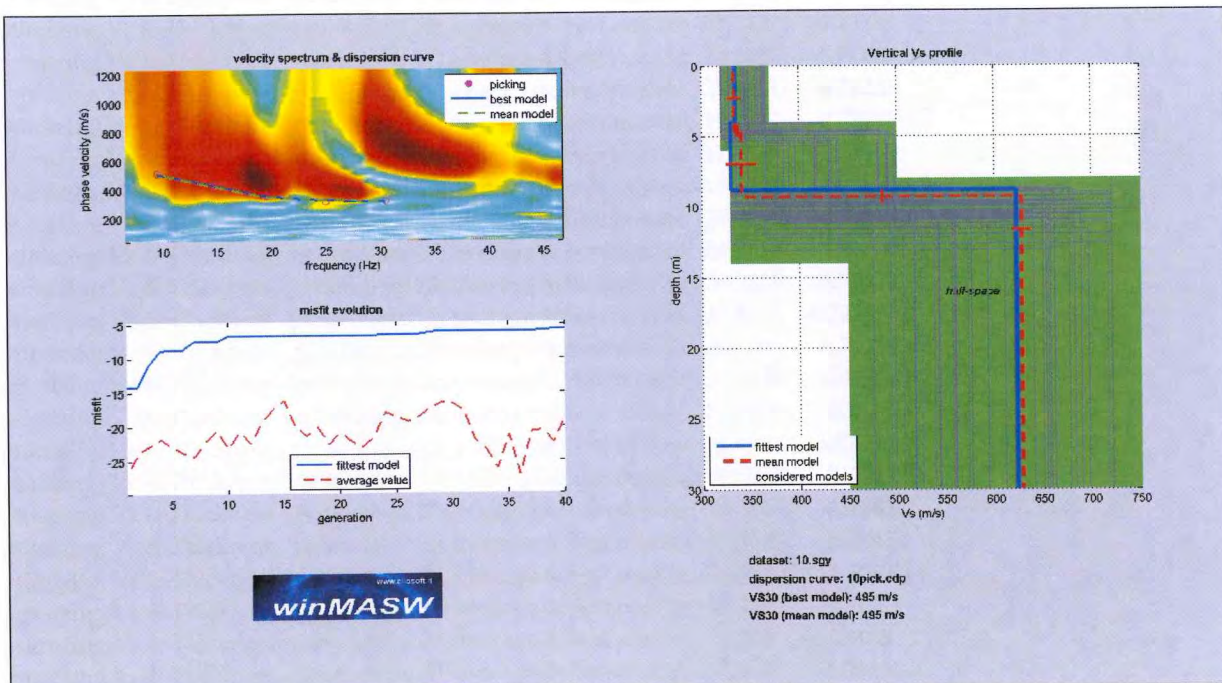 velocity spectrum & dispersion curve
1200
1000
800
600
400
200
phase velocity (m/s)
picking
best model
mean model
10
15
20
25
30
35
40
45
frequency (Hz)
misfit evolution
-5
-10
-15
-20
-25
misfit
fittest model
average value
5
10
15
20
25
30
35
40
generation
www.eliosoft.it
winMASW
Vertical Vs profile
0
5
10
15
20
25
30
depth (m)
half-space
fittest model
mean model
considered models
300
350
400
450
500
550
600
650
700
750
Vs (m/s)
dataset: 10.sgy
dispersion curve: 10pick.cdp
VS30 (best model): 495 m/s
VS30 (mean model): 495 m/s